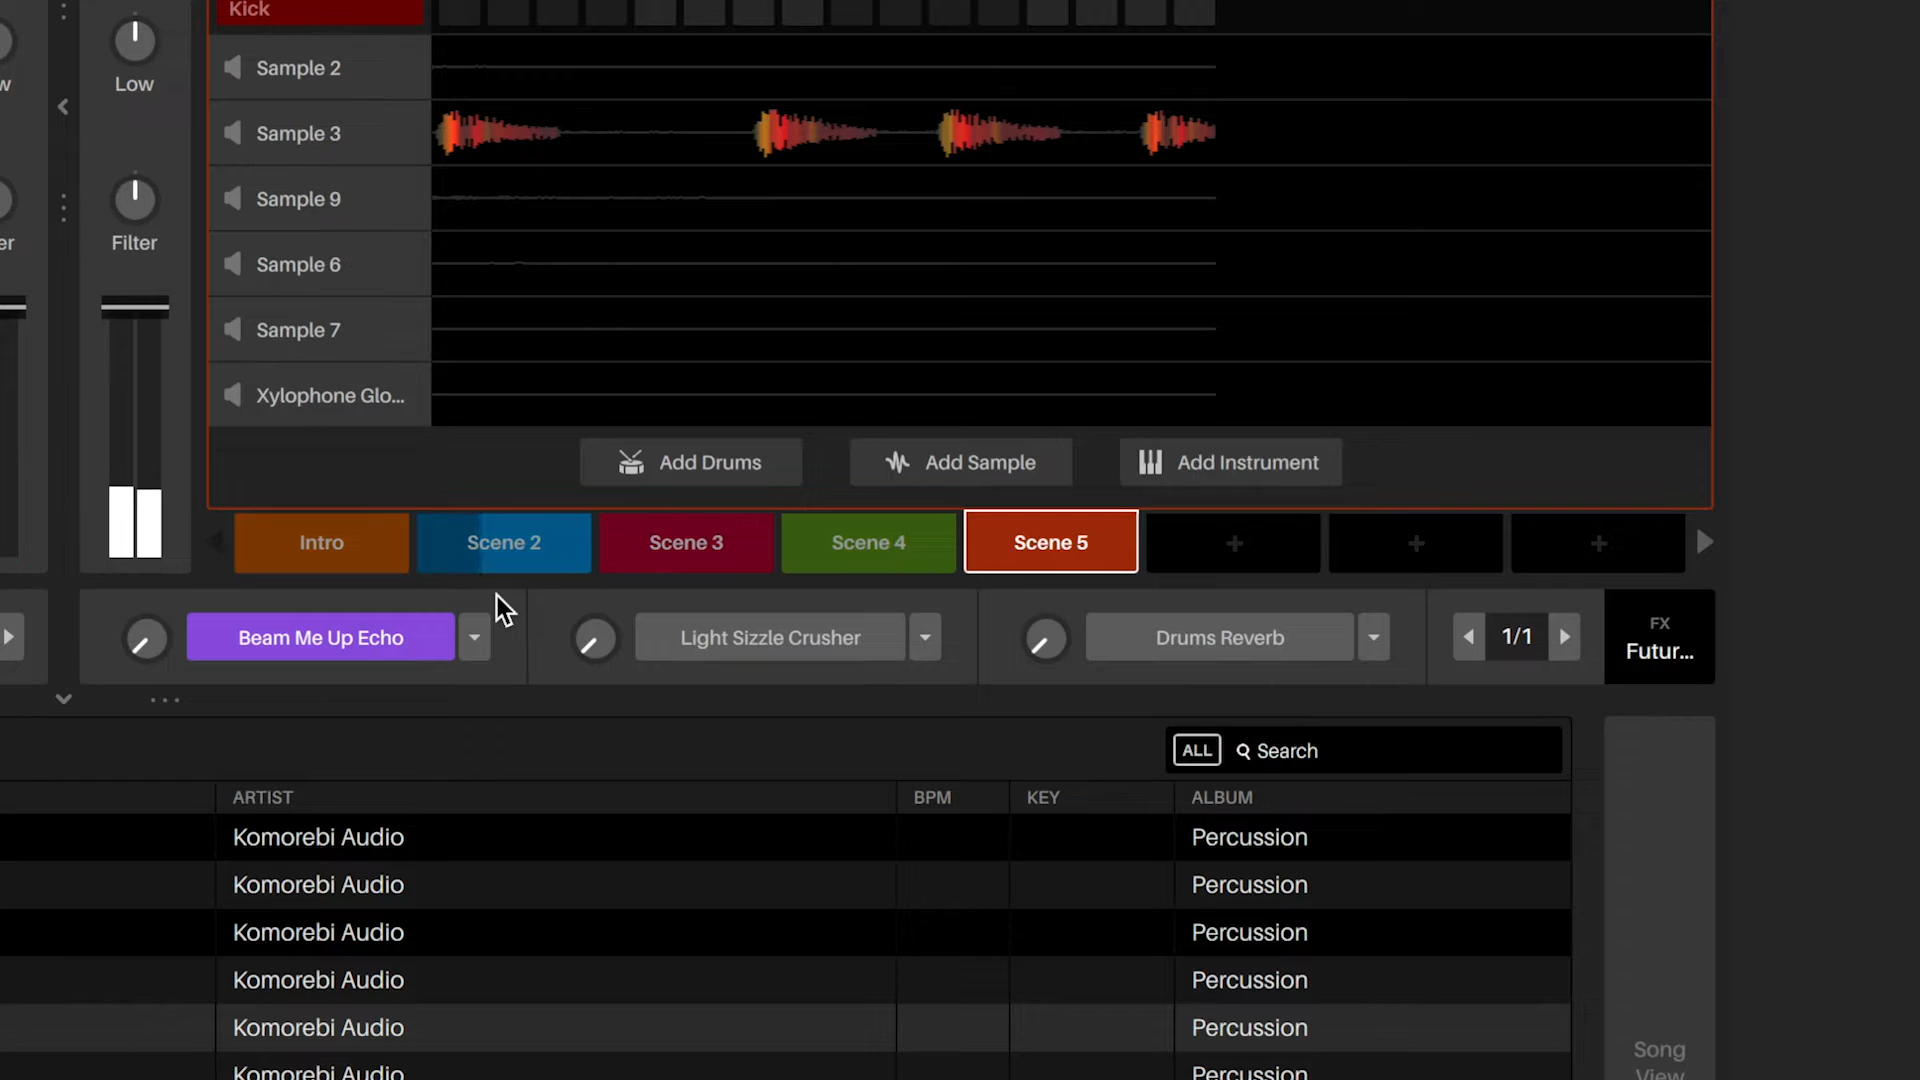 Kick
w
Low
Sample 2
Sample 3
Sample 9
er
Filter
Sample 6
Sample 7
Xylophone Glo...
Add Drums
Add Sample
Add Instrument
Intro
Scene 2
Scene 3
Scene 4
Scene 5
+
+
+
Beam Me Up Echo
Light Sizzle Crusher
Drums Reverb
1/1
FX
Futur...
ALL
Search
ARTIST
BPM
KEY
ALBUM
Komorebi Audio
Percussion
Komorebi Audio
Percussion
Komorebi Audio
Percussion
Komorebi Audio
Percussion
Komorebi Audio
Percussion
Komorebi Audio
Percussion
Song
View